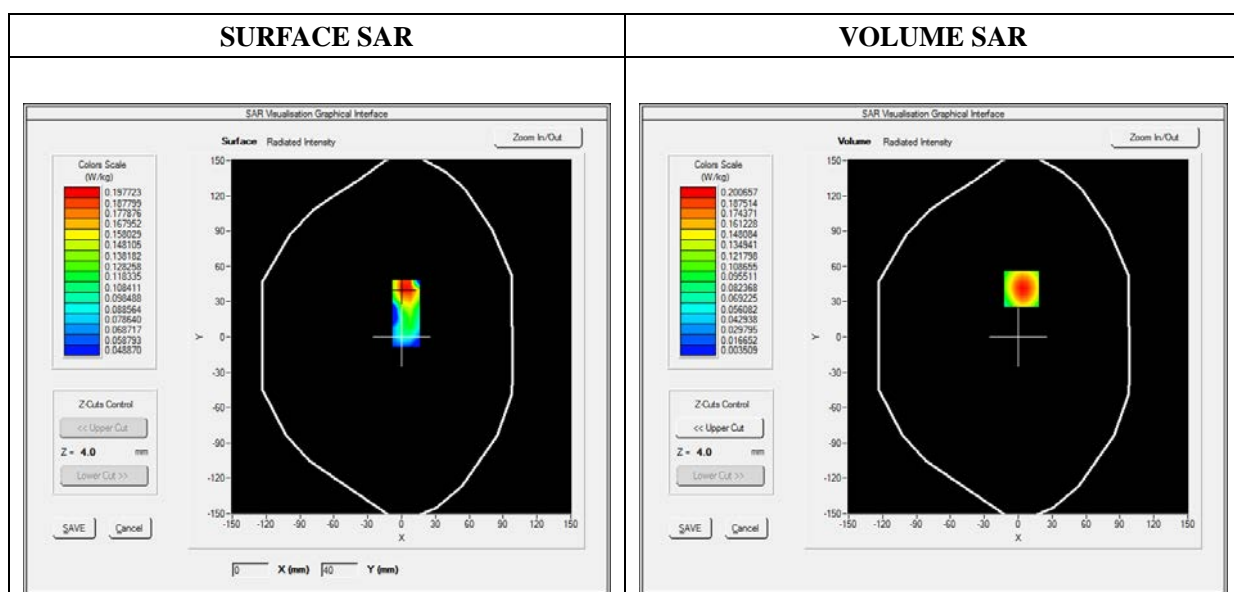 SURFACE SAR
VOLUME SAR
SAR Visualisation Graphical Interface
Surface Radiated Intensity
Zoom In/Out
Colors Scale
(W/kg)
0.197723
0.187799
0.177876
0.167952
0.158029
0.148105
0.138182
0.128258
0.118335
0.108411
0.098488
0.088564
0.078640
0.068717
0.058793
0.048870
Z-Cuts Control
<< Upper Cut
Z = 4.0 mm
Lower Cut >>
SAVE Cancel
150
120
90
60
30
0
-30
-60
-90
-120
-150
Y
-150 -120 -90 -60 -30 0 30 60 90 120 150
X
0 X (mm) 40 Y (mm)
SAR Visualisation Graphical Interface
Volume Radiated Intensity
Zoom In/Out
Colors Scale
(W/kg)
0.200657
0.187514
0.174371
0.161228
0.148084
0.134941
0.121798
0.108655
0.095511
0.082368
0.069225
0.056082
0.042938
0.029795
0.016652
0.003509
Z-Cuts Control
<< Upper Cut
Z = 4.0 mm
Lower Cut >>
SAVE Cancel
150
120
90
60
30
0
-30
-60
-90
-120
-150
Y
-150 -120 -90 -60 -30 0 30 60 90 120 150
X